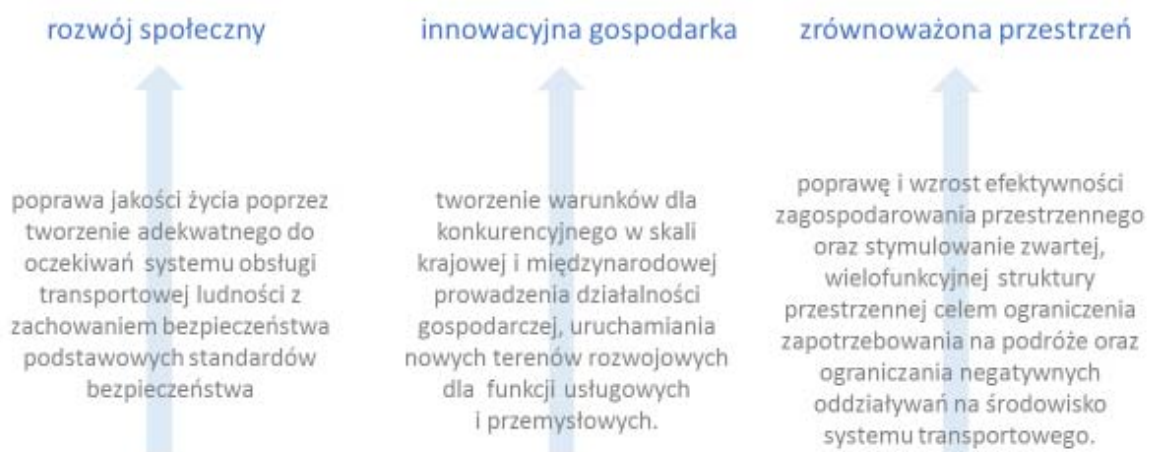 rozwój społeczny
poprawa jakości życia poprzez
tworzenie adekwatnego do
oczekiwań systemu obsługi
transportowej ludności z
zachowaniem bezpieczeństwa
podstawowych standardów
bezpieczeństwa
innowacyjna gospodarka
tworzenie warunków dla
konkurencyjnego w skali
krajowej i międzynarodowej
prowadzenia działalności
gospodarczej, uruchamiania
nowych terenów rozwojowych
dla funkcji usługowych
i przemysłowych.
zrównoważona przestrzeń
poprawę i wzrost efektywności
zagospodarowania przestrzennego
oraz stymulowanie zwartej,
wielofunkcyjnej struktury
przestrzennej celem ograniczenia
zapotrzebowania na podróże oraz
ograniczania negatywnych
oddziaływań na środowisko
systemu transportowego.